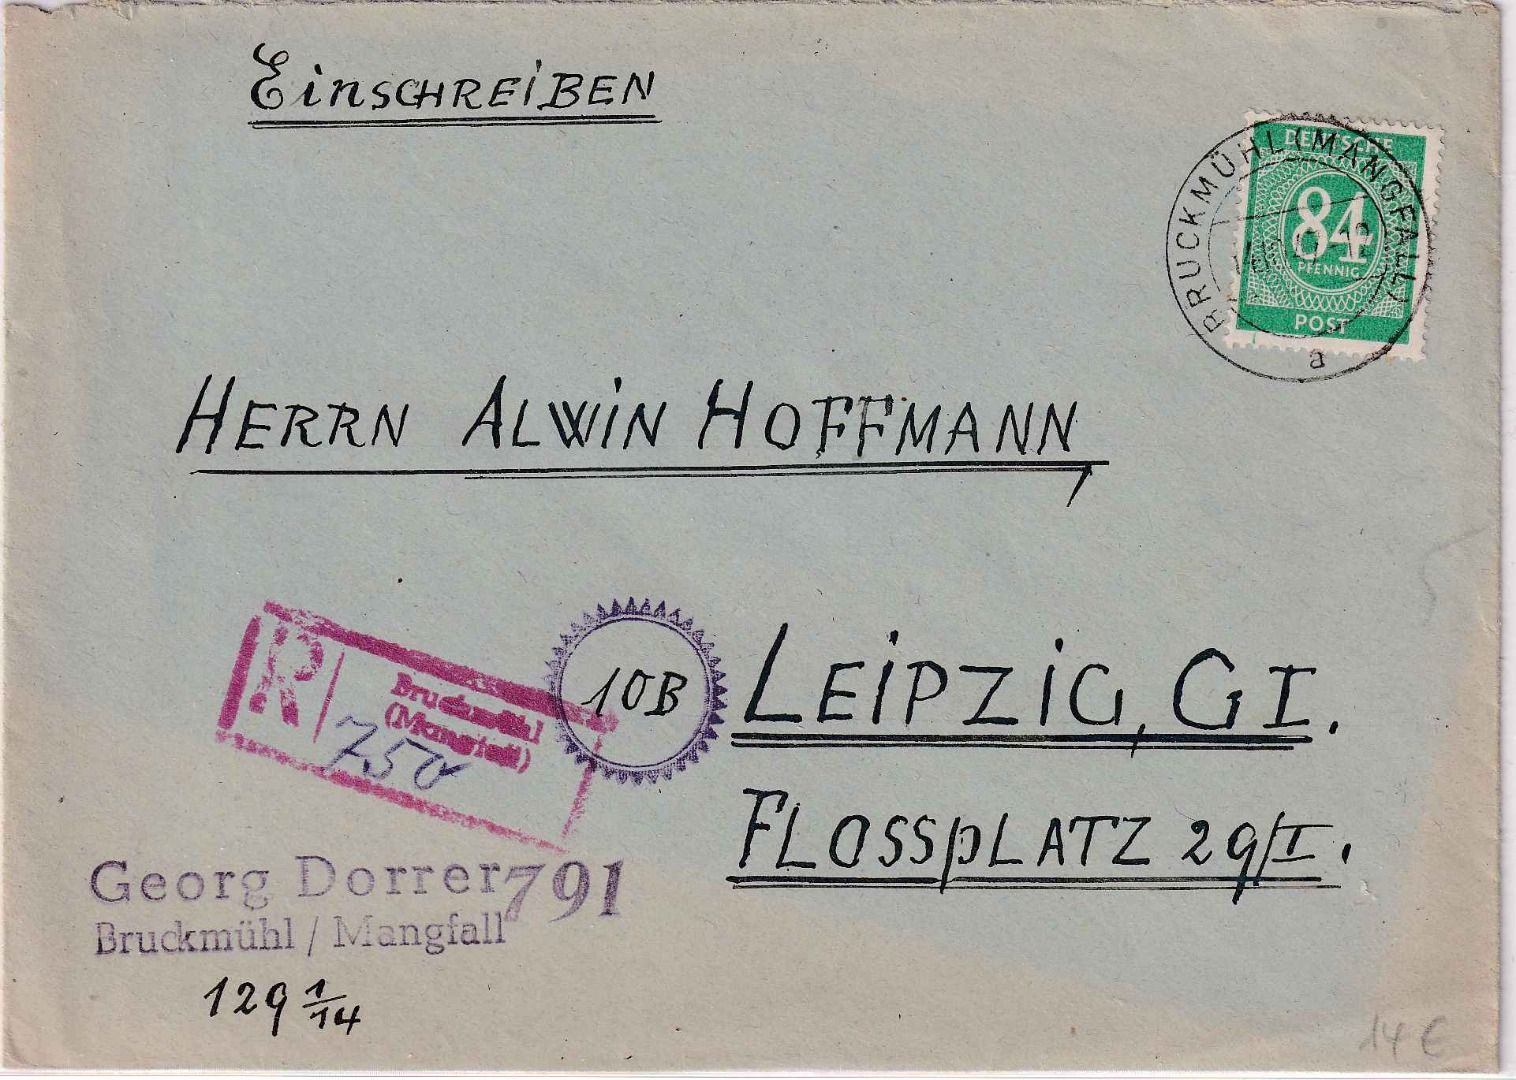 Einschreiben
BRUCKMÜHL (MANGFALL)
a
DEUTSCHE
84
PFENNIG
POST
HERRN ALWIN HOFFMANN,
R
Bruckmühl
(Mangfall)
750
10B
LEIPZIG, G I.
FLOSSPLATZ 29/I.
Georg Dorrer
791
Bruckmühl / Mangfall
129 1/14
14 €